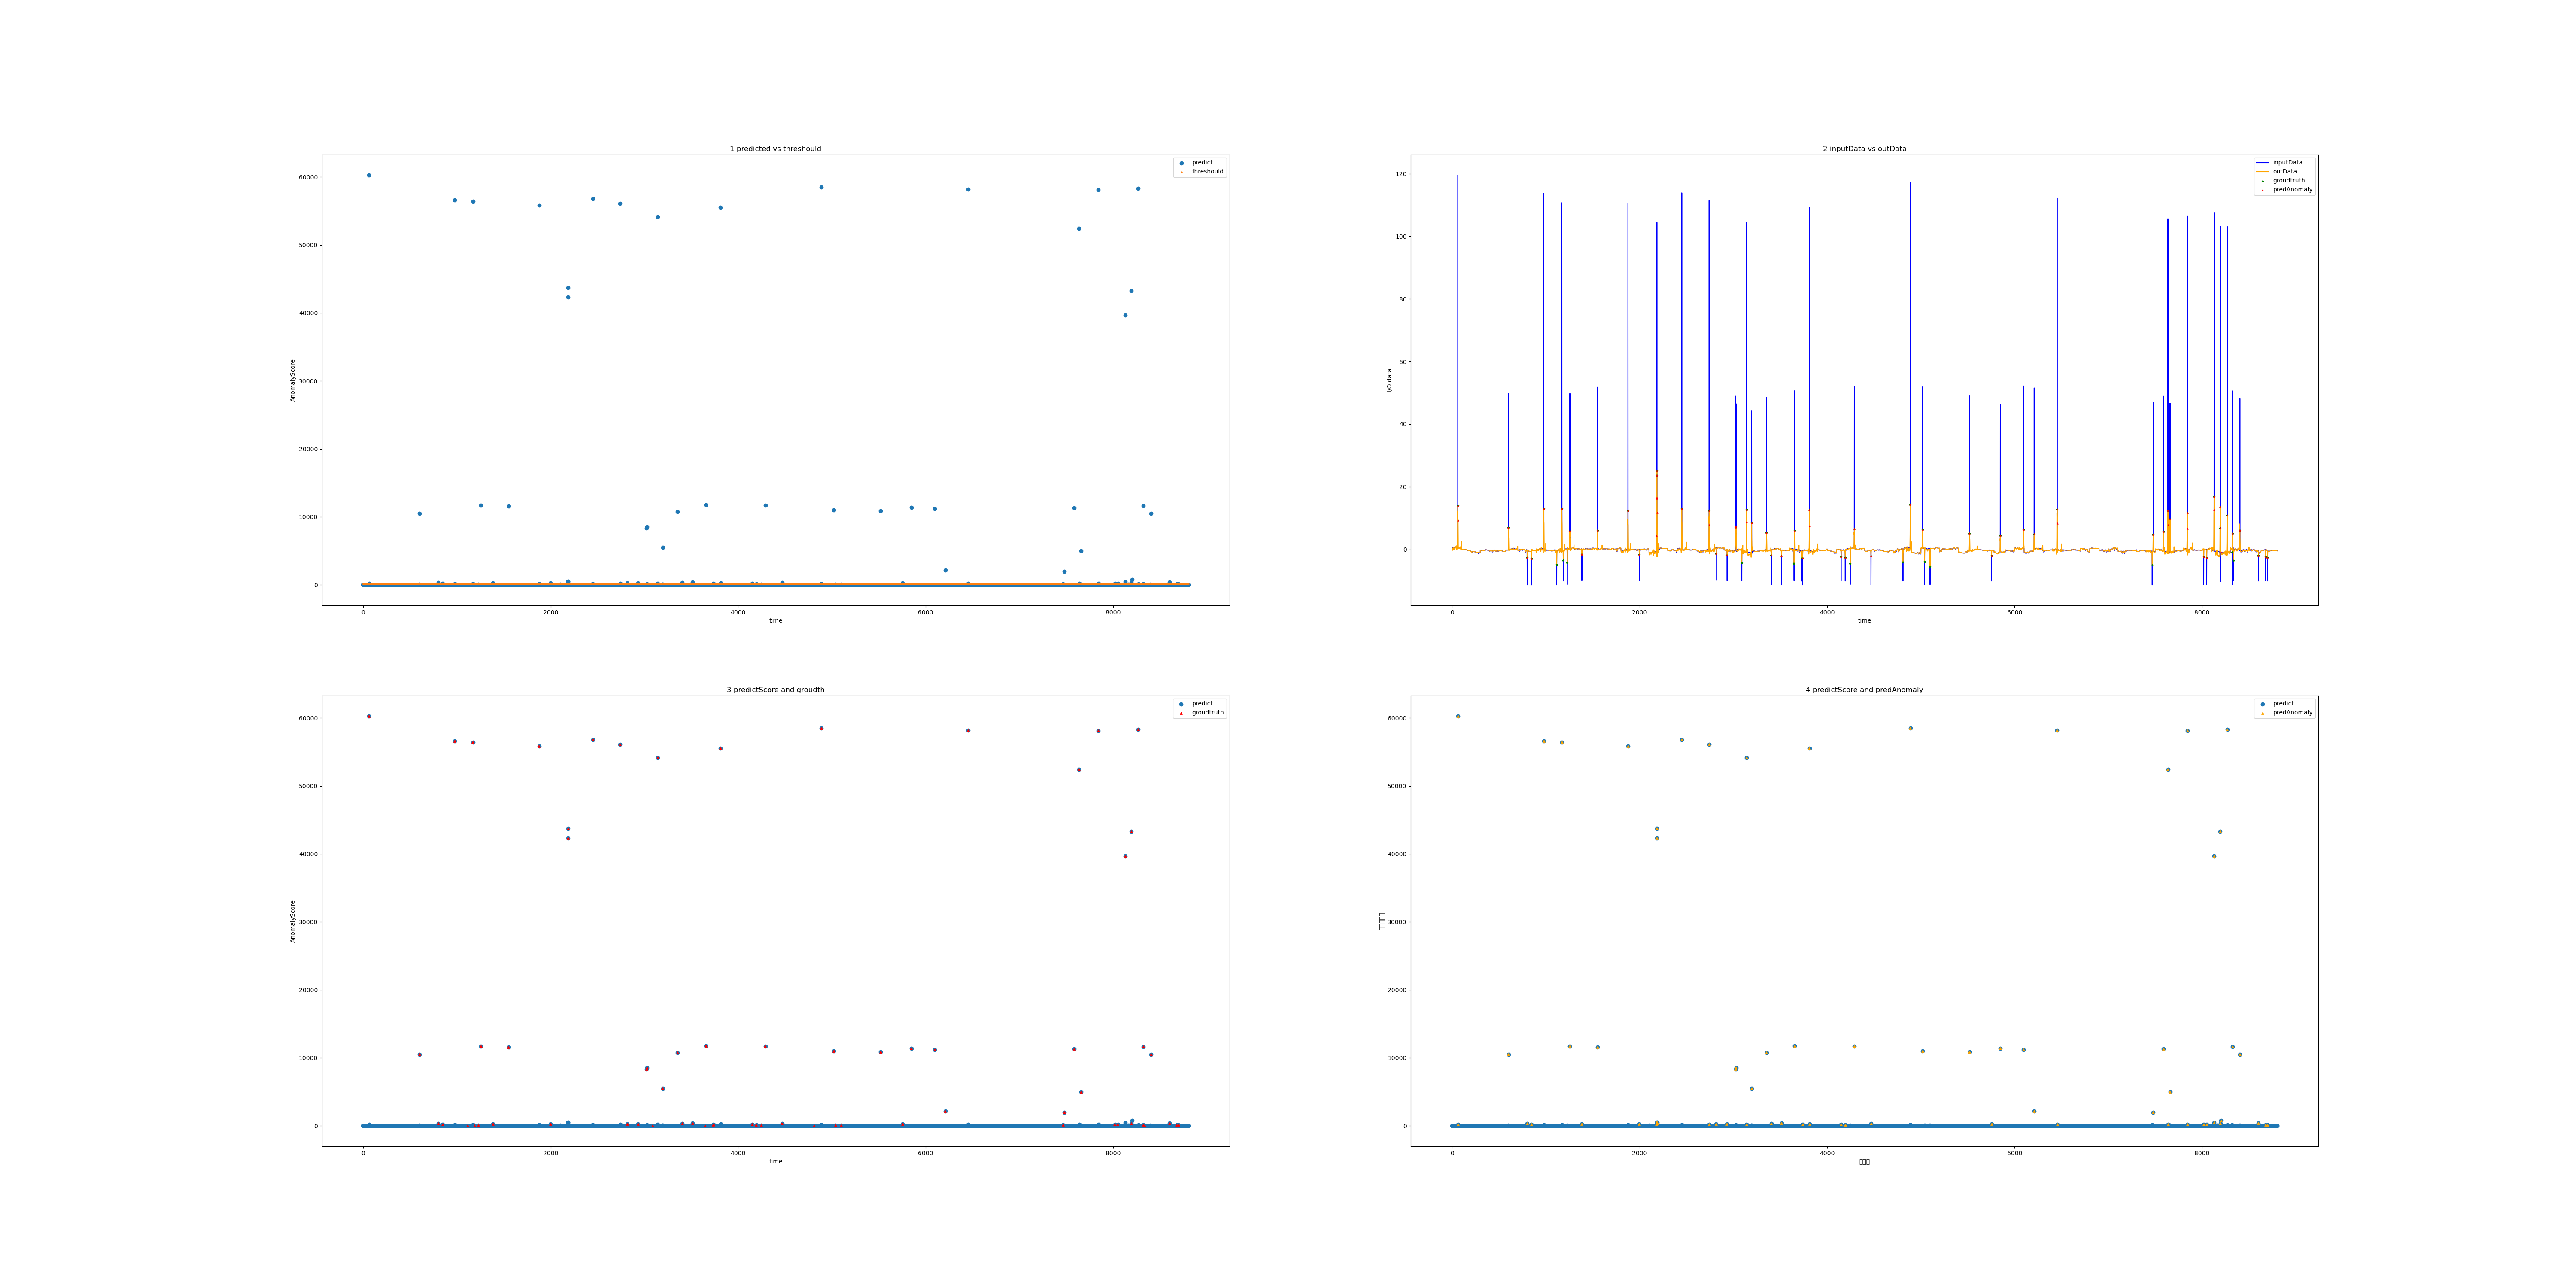 1 predicted vs threshould
AnomalyScore
60000
50000
40000
30000
20000
10000
0
0 2000 4000 6000 8000
time
predict
threshould
2 inputData vs outData
I/O data
120
100
80
60
40
20
0
0 2000 4000 6000 8000
time
inputData
outData
groudtruth
predAnomaly
3 predictScore and groudth
AnomalyScore
60000
50000
40000
30000
20000
10000
0
0 2000 4000 6000 8000
time
predict
groudtruth
4 predictScore and predAnomaly
60000
50000
40000
30000
20000
10000
0
0 2000 4000 6000 8000
predict
predAnomaly